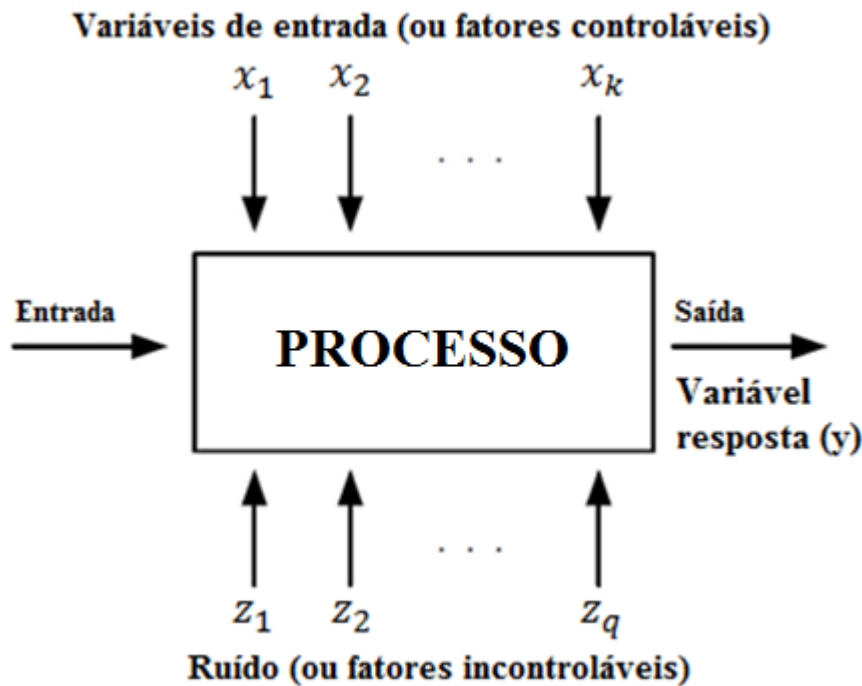 Variáveis de entrada (ou fatores controláveis)
x₁ x₂ . . . xₖ
Entrada
PROCESSO
Saída
Variável
resposta (y)
z₁ z₂ . . . z_q
Ruído (ou fatores incontroláveis)